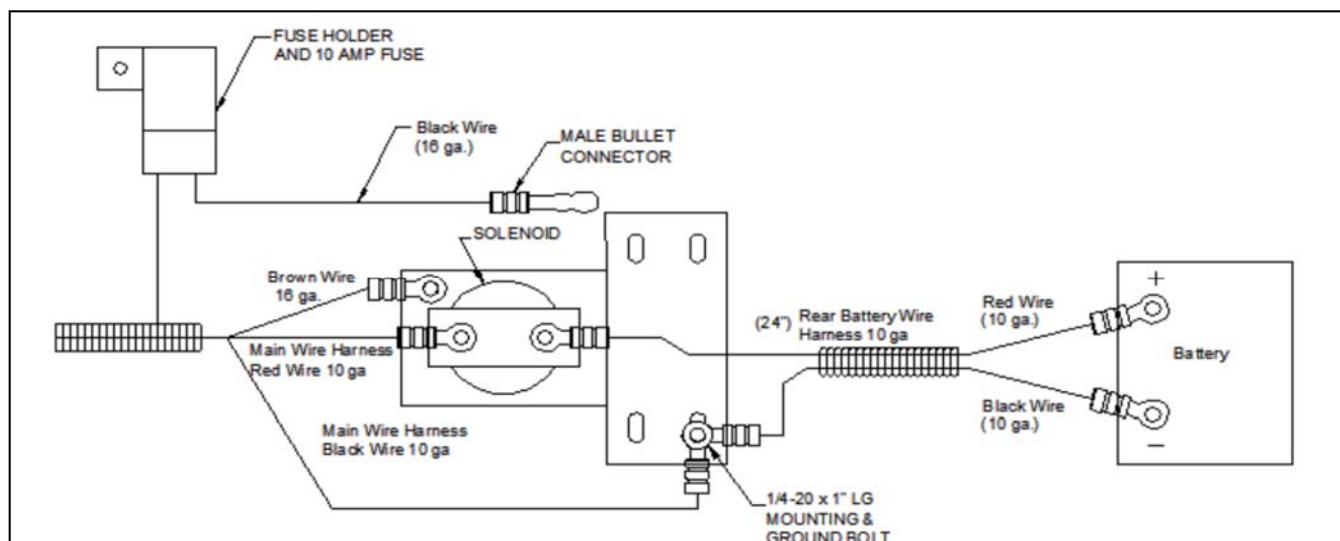 FUSE HOLDER
AND 10 AMP FUSE
Black Wire
(16 ga.)
MALE BULLET
CONNECTOR
SOLENOID
Brown Wire
16 ga.
Main Wire Harness
Red Wire 10 ga
Main Wire Harness
Black Wire 10 ga
(24") Rear Battery Wire
Harness 10 ga
Red Wire
(10 ga.)
+
Battery
Black Wire
(10 ga.)
–
1/4-20 x 1" LG
MOUNTING &
GROUND BOLT